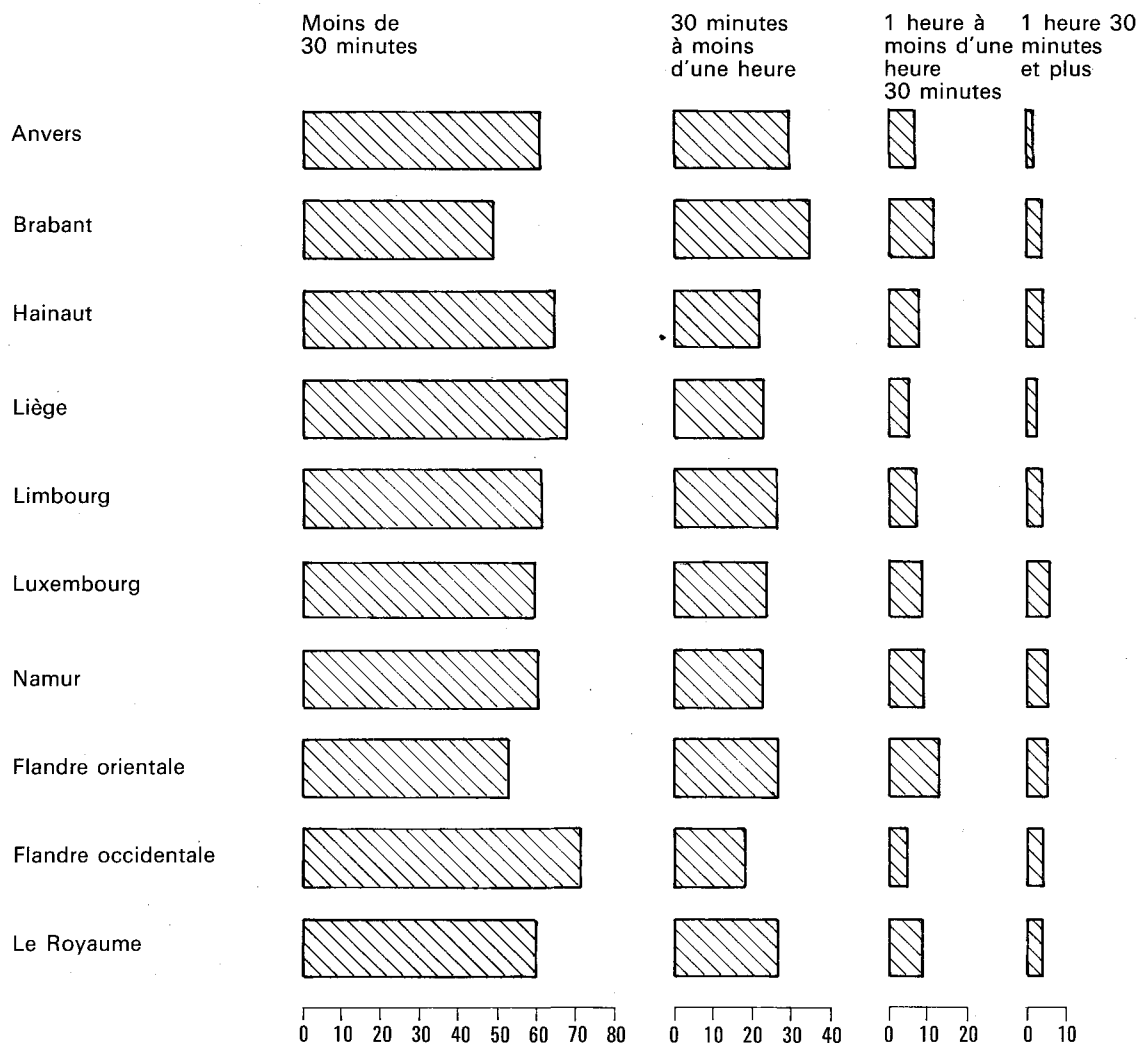 Moins de
30 minutes
30 minutes
à moins
d'une heure
1 heure à
moins d'une
heure
30 minutes
1 heure 30
minutes
et plus
Anvers
Brabant
Hainaut
Liège
Limbourg
Luxembourg
Namur
Flandre orientale
Flandre occidentale
Le Royaume
0 10 20 30 40 50 60 70 80
0 10 20 30 40
0 10 20
0 10